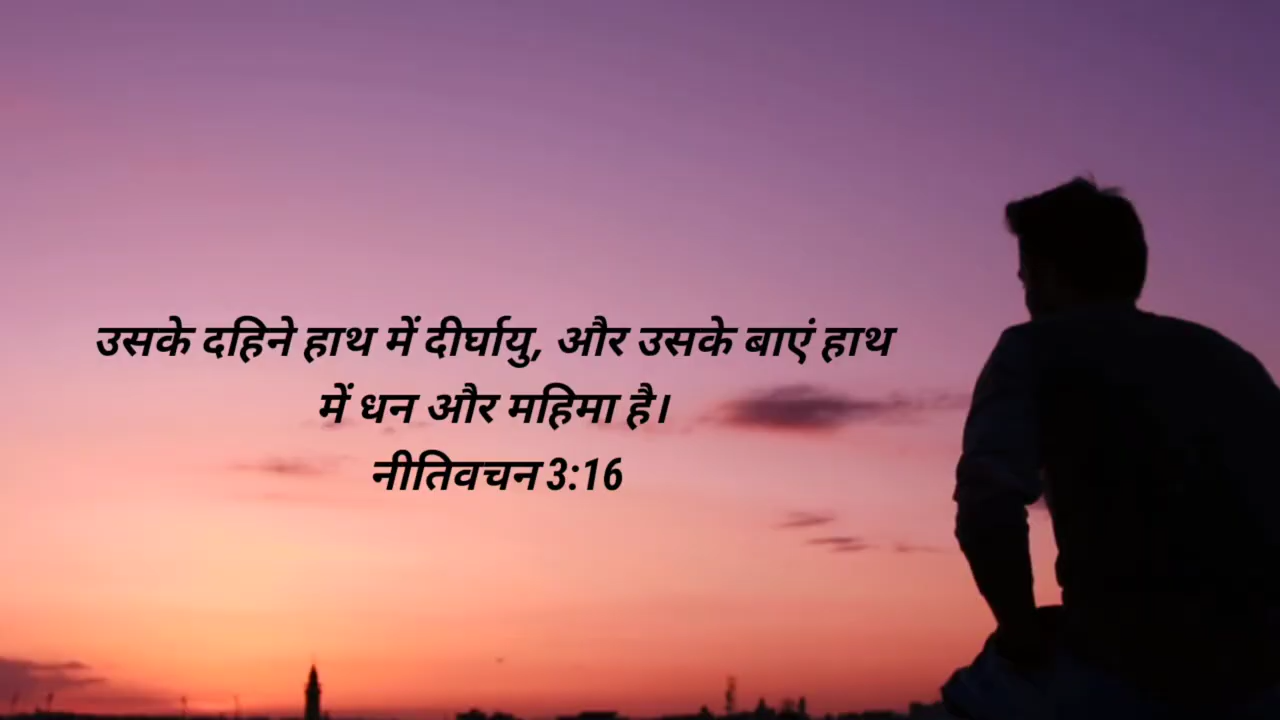 उसके दहिने हाथ में दीर्घायु, और उसके बाएं हाथ
में धन और महिमा है।
नीतिवचन 3:16